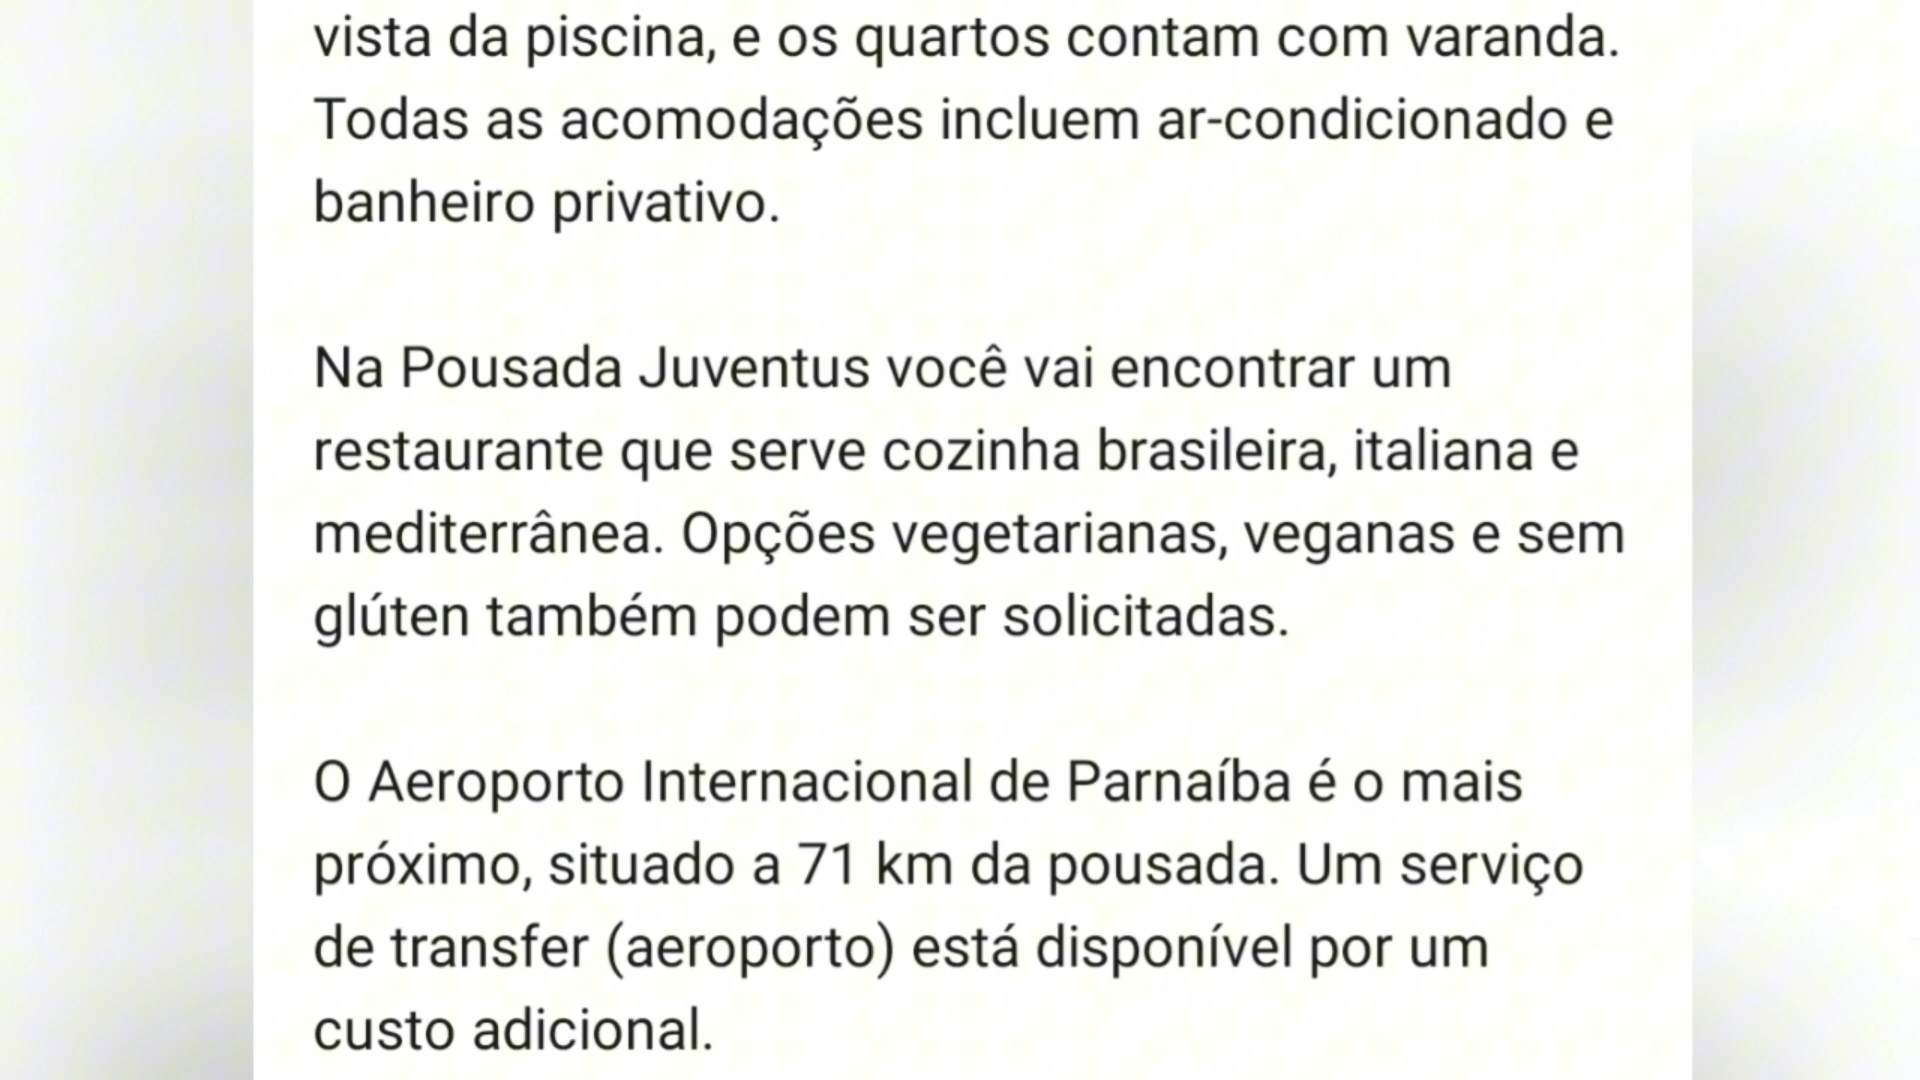 vista da piscina, e os quartos contam com varanda.
Todas as acomodações incluem ar-condicionado e
banheiro privativo.
Na Pousada Juventus você vai encontrar um
restaurante que serve cozinha brasileira, italiana e
mediterrânea. Opções vegetarianas, veganas e sem
glúten também podem ser solicitadas.
O Aeroporto Internacional de Parnaíba é o mais
próximo, situado a 71 km da pousada. Um serviço
de transfer (aeroporto) está disponível por um
custo adicional.